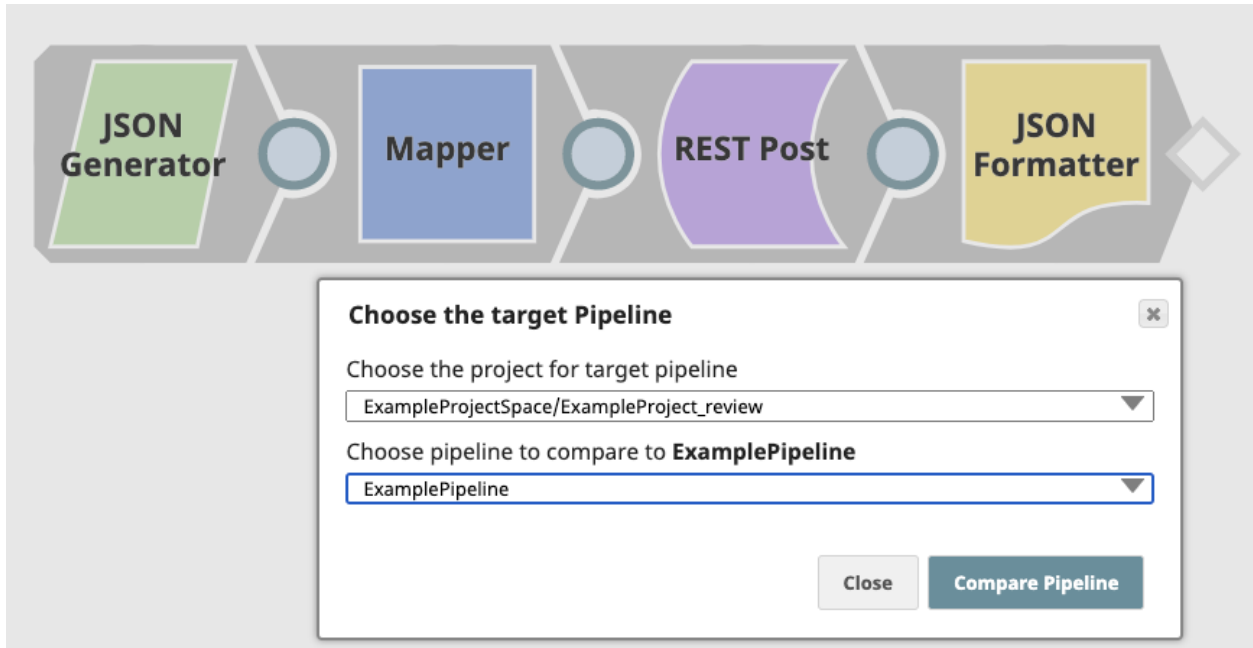 JSON
Generator
Mapper
REST Post
JSON
Formatter
Choose the target Pipeline
Choose the project for target pipeline
ExampleProjectSpace/ExampleProject_review
Choose pipeline to compare to ExamplePipeline
ExamplePipeline
Close
Compare Pipeline